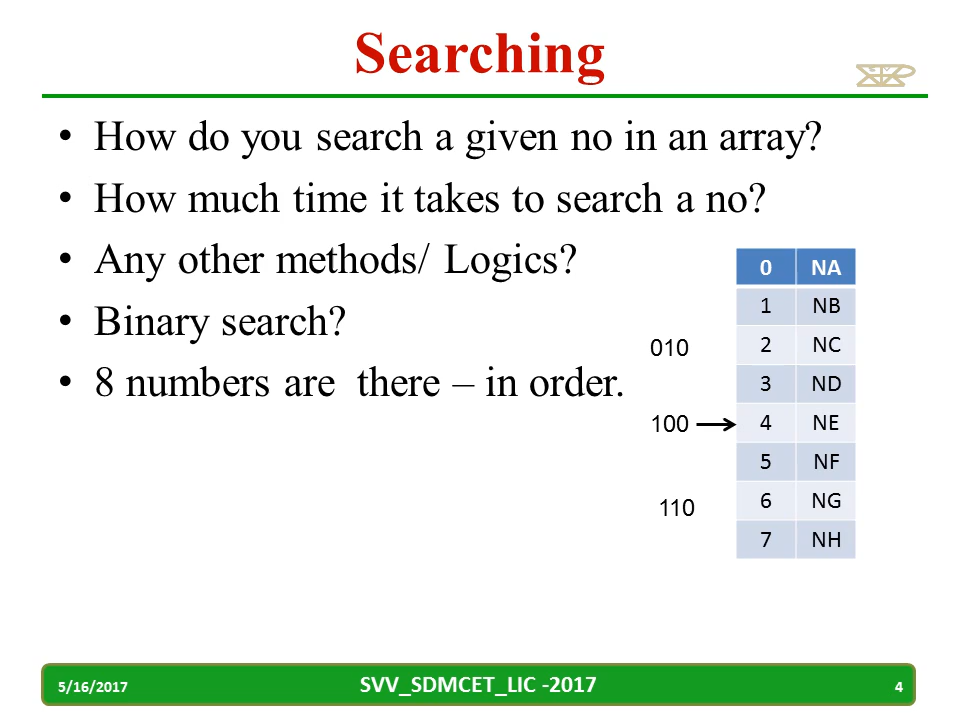 Searching
• How do you search a given no in an array?
• How much time it takes to search a no?
• Any other methods/ Logics?
• Binary search?
• 8 numbers are  there – in order.
0 NA
1 NB
010 2 NC
3 ND
100 4 NE
5 NF
110 6 NG
7 NH
5/16/2017 SVV_SDMCET_LIC -2017 4